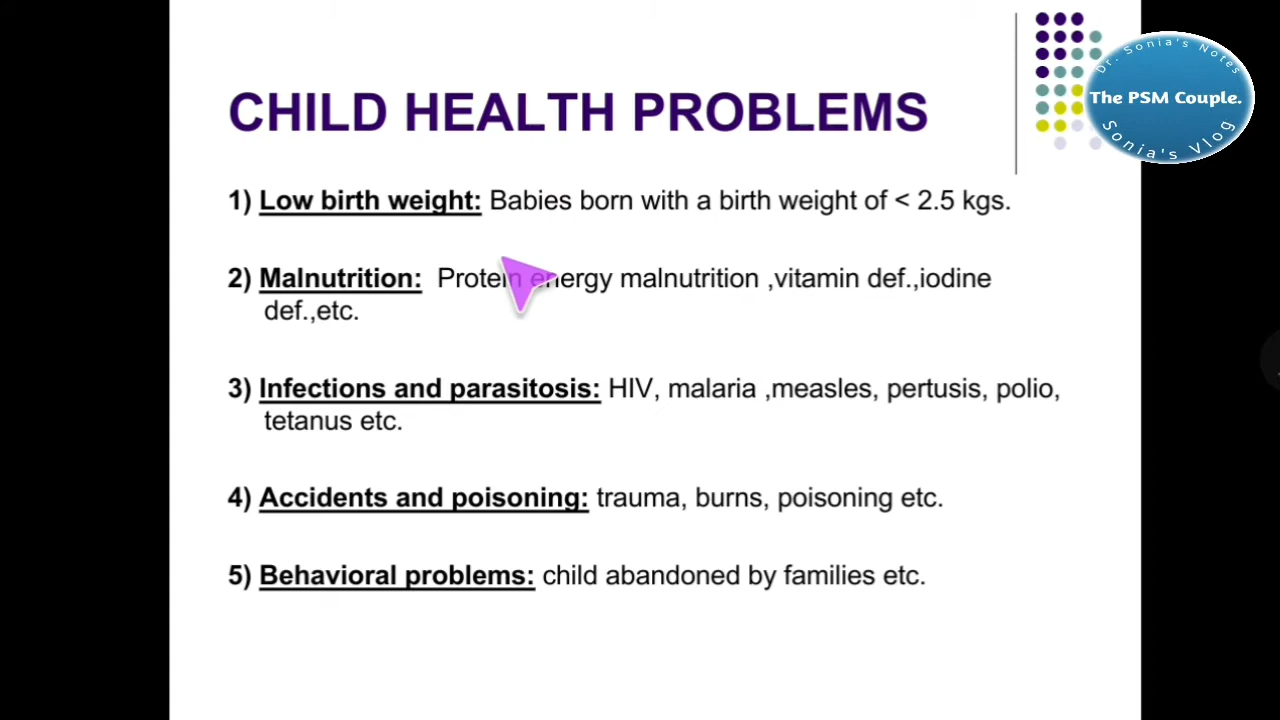 CHILD HEALTH PROBLEMS
1) Low birth weight: Babies born with a birth weight of < 2.5 kgs.
2) Malnutrition: Protein energy malnutrition ,vitamin def.,iodine
def.,etc.
3) Infections and parasitosis: HIV, malaria ,measles, pertusis, polio,
tetanus etc.
4) Accidents and poisoning: trauma, burns, poisoning etc.
5) Behavioral problems: child abandoned by families etc.
Dr. Sonia's Notes
The PSM Couple.
Sonia's Vlog